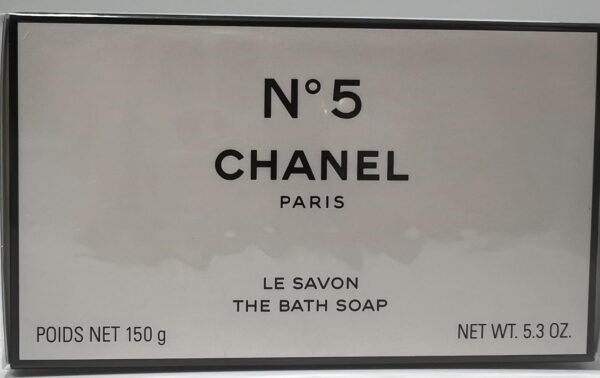 N°5
CHANEL
PARIS
LE SAVON
THE BATH SOAP
POIDS NET 150 g
NET WT. 5.3 OZ.